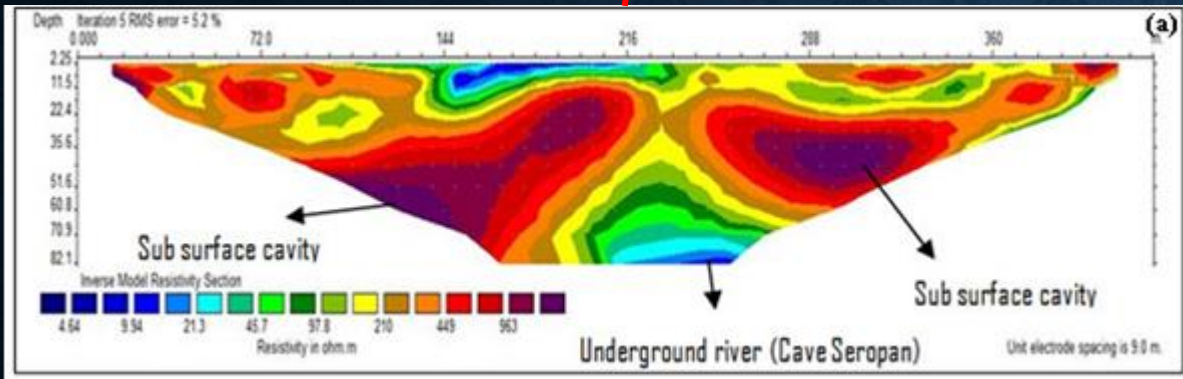 (a)
Depth Iteration 5 RMS error = 5.2 %
0.000 72.0 144 216 288 360 m.
2.25
11.5
22.4
35.6
51.6
60.8
70.9
82.1
Sub surface cavity
Sub surface cavity
Inverse Model Resistivity Section
4.64 9.94 21.3 45.7 97.8 210 449 963
Resistivity in ohm.m
Underground river (Cave Seropan)
Unit electrode spacing is 9.0 m.